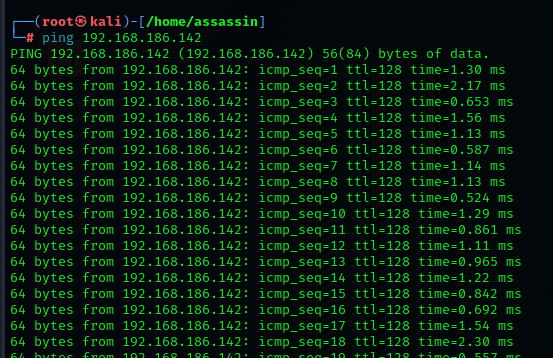 ┌──(root㉿kali)-[/home/assassin]
└─# ping 192.168.186.142
PING 192.168.186.142 (192.168.186.142) 56(84) bytes of data.
64 bytes from 192.168.186.142: icmp_seq=1 ttl=128 time=1.30 ms
64 bytes from 192.168.186.142: icmp_seq=2 ttl=128 time=2.17 ms
64 bytes from 192.168.186.142: icmp_seq=3 ttl=128 time=0.653 ms
64 bytes from 192.168.186.142: icmp_seq=4 ttl=128 time=1.56 ms
64 bytes from 192.168.186.142: icmp_seq=5 ttl=128 time=1.13 ms
64 bytes from 192.168.186.142: icmp_seq=6 ttl=128 time=0.587 ms
64 bytes from 192.168.186.142: icmp_seq=7 ttl=128 time=1.14 ms
64 bytes from 192.168.186.142: icmp_seq=8 ttl=128 time=1.13 ms
64 bytes from 192.168.186.142: icmp_seq=9 ttl=128 time=0.524 ms
64 bytes from 192.168.186.142: icmp_seq=10 ttl=128 time=1.29 ms
64 bytes from 192.168.186.142: icmp_seq=11 ttl=128 time=0.861 ms
64 bytes from 192.168.186.142: icmp_seq=12 ttl=128 time=1.11 ms
64 bytes from 192.168.186.142: icmp_seq=13 ttl=128 time=0.965 ms
64 bytes from 192.168.186.142: icmp_seq=14 ttl=128 time=1.22 ms
64 bytes from 192.168.186.142: icmp_seq=15 ttl=128 time=0.842 ms
64 bytes from 192.168.186.142: icmp_seq=16 ttl=128 time=0.692 ms
64 bytes from 192.168.186.142: icmp_seq=17 ttl=128 time=1.54 ms
64 bytes from 192.168.186.142: icmp_seq=18 ttl=128 time=2.30 ms
64 bytes from 192.168.186.142: icmp_seq=19 ttl=128 time=0.557 ms